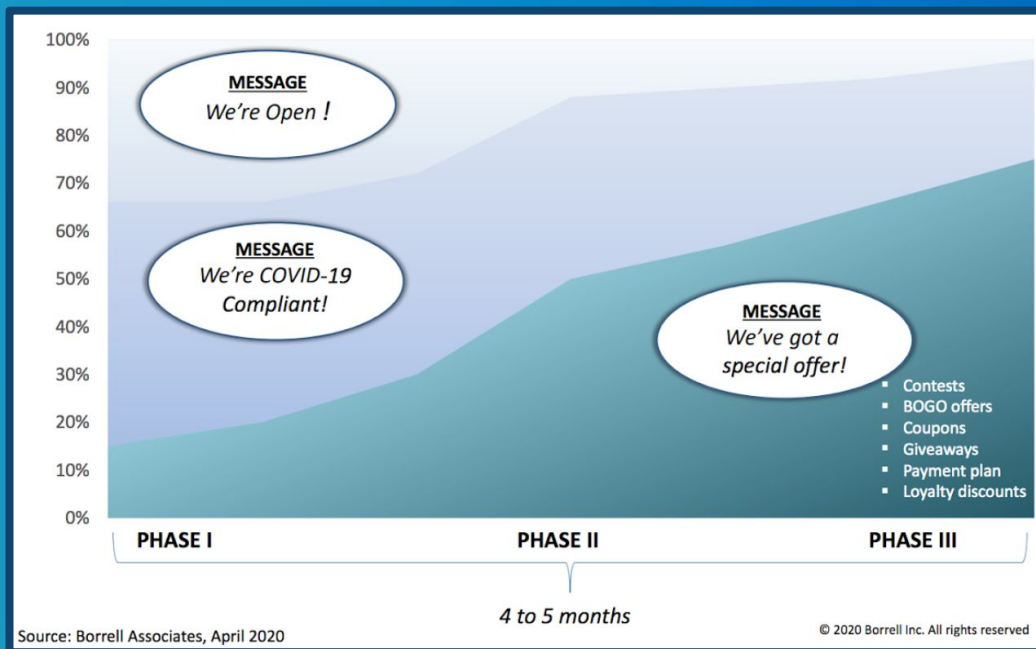 100%
90%
80%
70%
60%
50%
40%
30%
20%
10%
0%
MESSAGE
We're Open !
MESSAGE
We're COVID-19
Compliant!
MESSAGE
We've got a
special offer!
▪ Contests
▪ BOGO offers
▪ Coupons
▪ Giveaways
▪ Payment plan
▪ Loyalty discounts
PHASE I
PHASE II
PHASE III
4 to 5 months
Source: Borrell Associates, April 2020
© 2020 Borrell Inc. All rights reserved